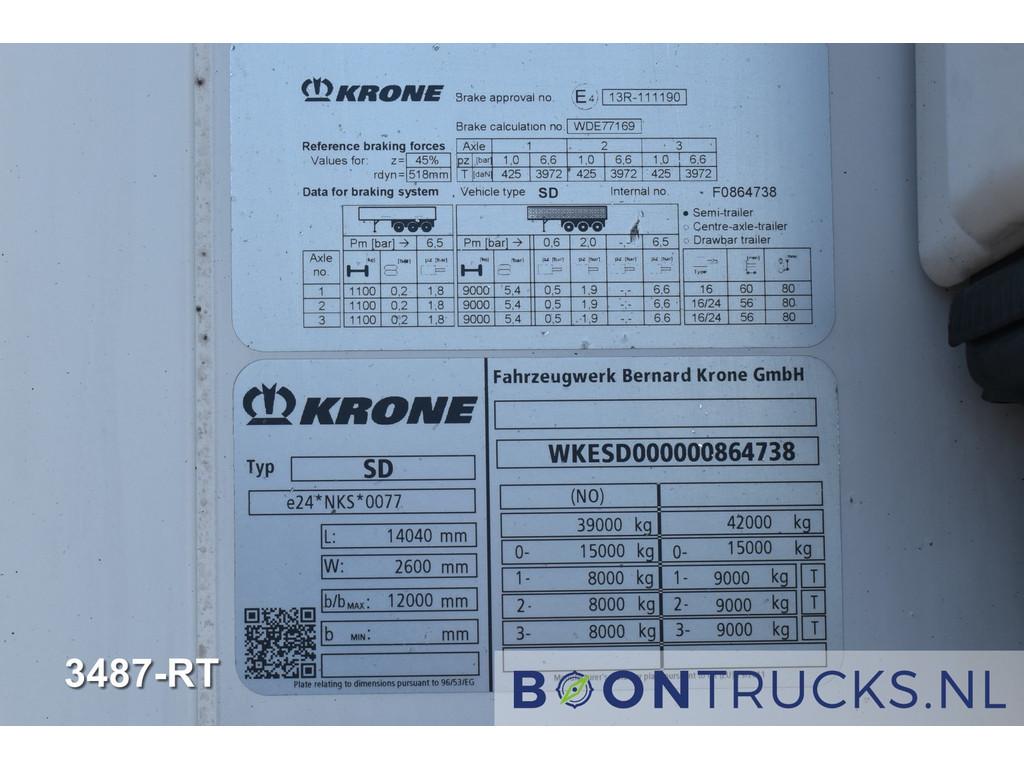 KRONE Brake approval no. E4 13R-111190
Brake calculation no. WDE77169
Reference braking forces Axle 1 2 3
Values for: z= 45% pz [bar] 1,0 6,6 1,0 6,6 1,0 6,6
rdyn= 518mm T [daN] 425 3972 425 3972 425 3972
Data for braking system Vehicle type SD Internal no. F0864738
• Semi-trailer
○ Centre-axle-trailer
○ Drawbar trailer
Pm [bar] → 6,5 Pm [bar] → 0,6 2,0 -.- 6,5
Axle
no.
Type
1 1100 0,2 1,8 9000 5,4 0,5 1,9 -.- 6.6 16 60 80
2 1100 0,2 1,8 9000 5,4 0,5 1,9 -.- 6.6 16/24 56 80
3 1100 0,2 1,8 9000 5,4 0,5 1,9 -.- 6.6 16/24 56 80
KRONE
Typ SD
e24*NKS*0077
L: 14040 mm
W: 2600 mm
b/b MAX: 12000 mm
b MIN: mm
Plate relating to dimensions pursuant to 96/53/EG
Fahrzeugwerk Bernard Krone GmbH
WKESD000000864738
(NO)
39000 kg 42000 kg
0- 15000 kg 0- 15000 kg
1- 8000 kg 1- 9000 kg T
2- 8000 kg 2- 9000 kg T
3- 8000 kg 3- 9000 kg T
3487-RT
BOONTRUCKS.NL